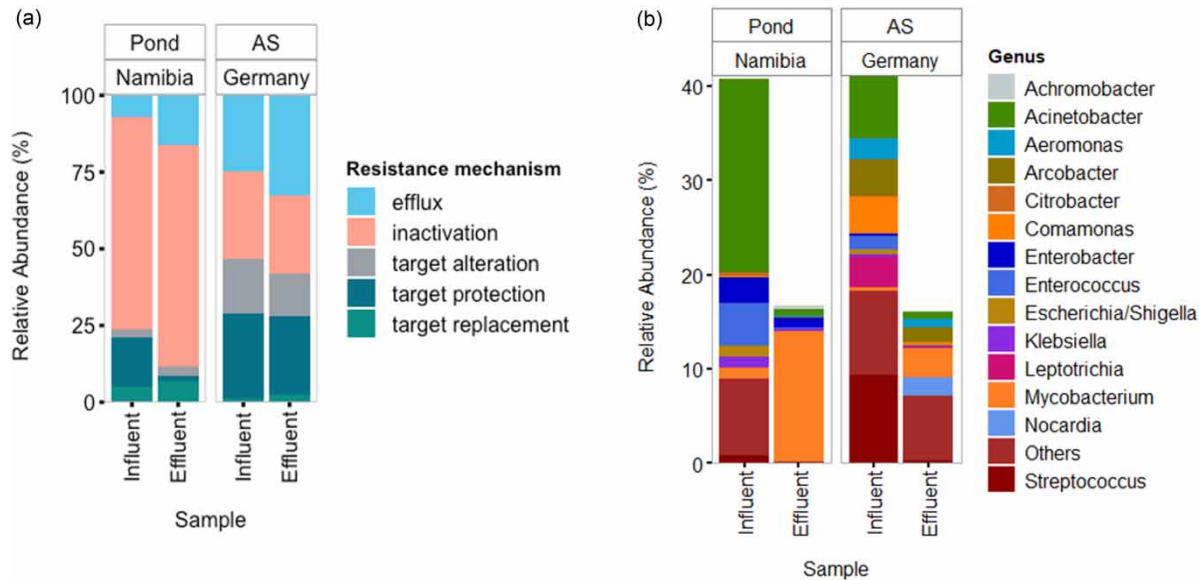 (a)
Pond
AS
Namibia
Germany
Relative Abundance (%)
100
75
50
25
0
Influent
Effluent
Influent
Effluent
Sample
Resistance mechanism
efflux
inactivation
target alteration
target protection
target replacement
(b)
Pond
AS
Namibia
Germany
Relative Abundance (%)
40
30
20
10
0
Influent
Effluent
Influent
Effluent
Sample
Genus
Achromobacter
Acinetobacter
Aeromonas
Arcobacter
Citrobacter
Comamonas
Enterobacter
Enterococcus
Escherichia/Shigella
Klebsiella
Leptotrichia
Mycobacterium
Nocardia
Others
Streptococcus